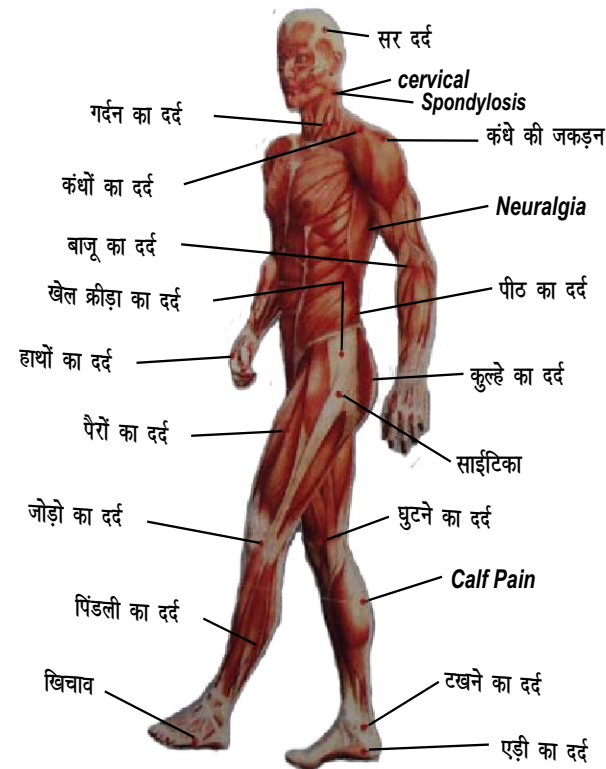 सर दर्द
cervical
Spondylosis
गर्दन का दर्द
कंधे की जकड़न
कंधों का दर्द
Neuralgia
बाजू का दर्द
पीठ का दर्द
खेल क्रीड़ा का दर्द
हाथों का दर्द
कुल्हे का दर्द
पैरों का दर्द
साईटिका
जोड़ो का दर्द
घुटने का दर्द
Calf Pain
पिंडली का दर्द
खिचाव
टखने का दर्द
एड़ी का दर्द